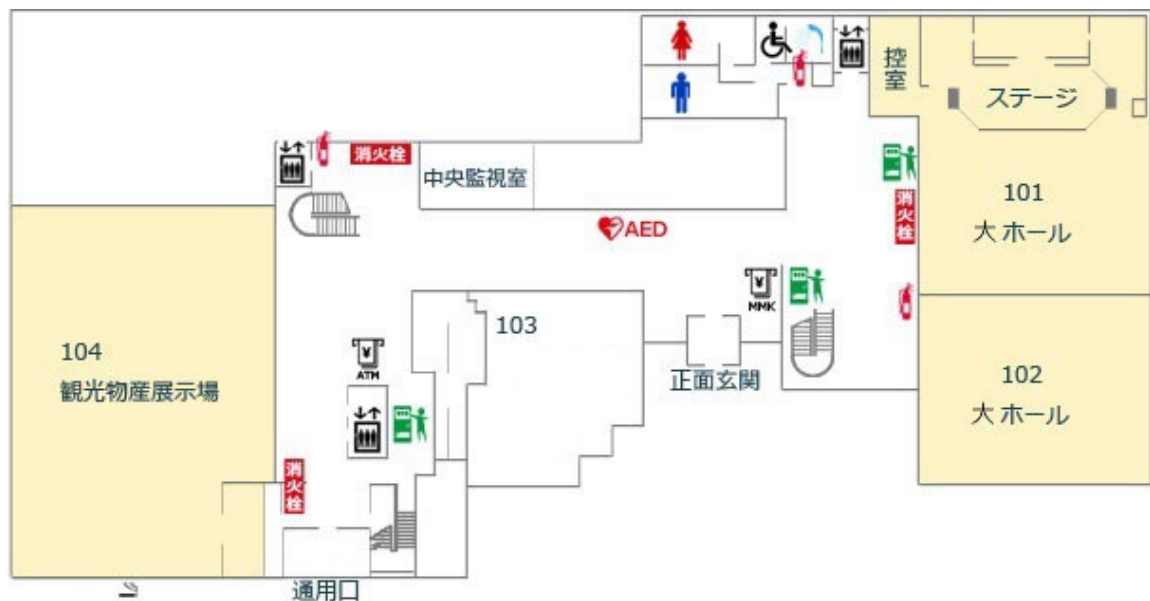 控室
ステージ
消火栓
中央監視室
101
大 ホール
消火栓
AED
MMK
103
104
観光物産展示場
ATM
正面玄関
102
大 ホール
消火栓
通用口